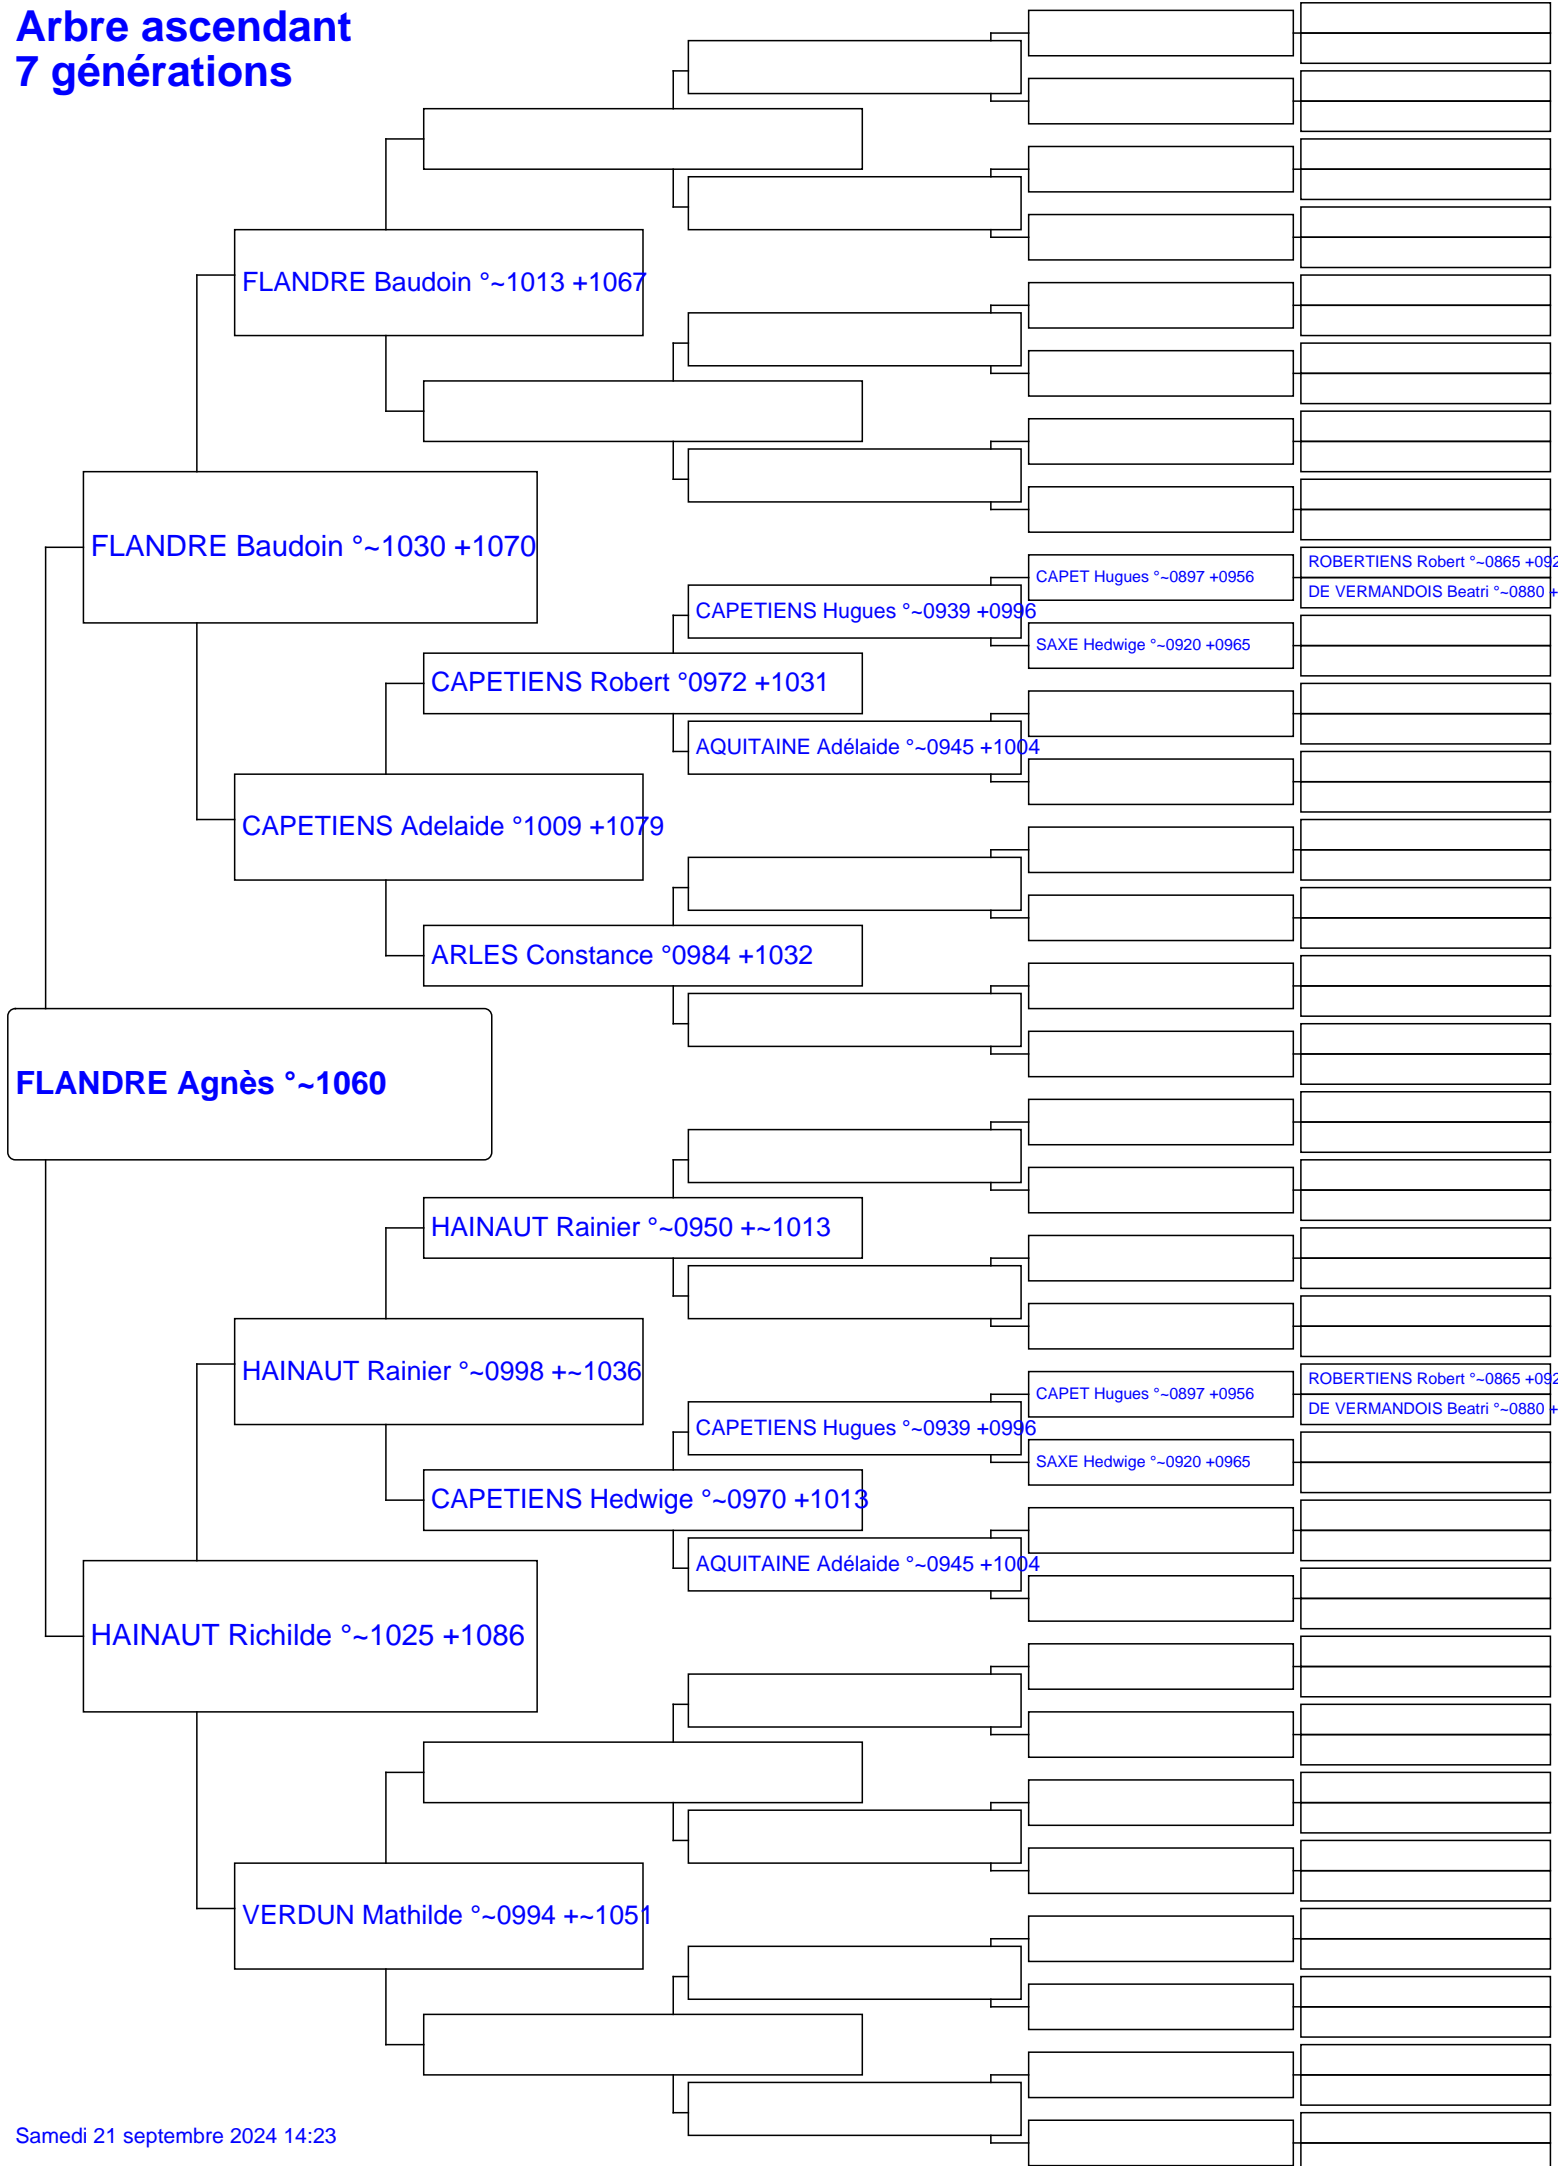 Arbre ascendant
7 générations
FLANDRE Baudoin °~1013 +1067
FLANDRE Baudoin °~1030 +1070
CAPET Hugues °~0897 +0956
ROBERTIENS Robert °~0865 +092
DE VERMANDOIS Beatri °~0880 +
CAPETIENS Hugues °~0939 +0996
SAXE Hedwige °~0920 +0965
CAPETIENS Robert °0972 +1031
AQUITAINE Adélaide °~0945 +1004
CAPETIENS Adelaide °1009 +1079
ARLES Constance °0984 +1032
FLANDRE Agnès °~1060
HAINAUT Rainier °~0950 +~1013
HAINAUT Rainier °~0998 +~1036
CAPET Hugues °~0897 +0956
ROBERTIENS Robert °~0865 +092
DE VERMANDOIS Beatri °~0880 +
CAPETIENS Hugues °~0939 +0996
SAXE Hedwige °~0920 +0965
CAPETIENS Hedwige °~0970 +1013
AQUITAINE Adélaide °~0945 +1004
HAINAUT Richilde °~1025 +1086
VERDUN Mathilde °~0994 +~1051
Samedi 21 septembre 2024 14:23